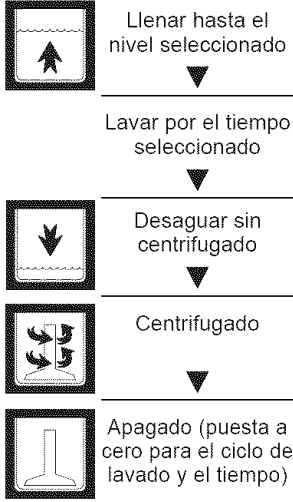 Llenar hasta el
nivel seleccionado
Lavar por el tiempo
seleccionado
Desaguar sin
centrifugado
Centrifugado
Apagado (puesta a
cero para el ciclo de
lavado y el tiempo)